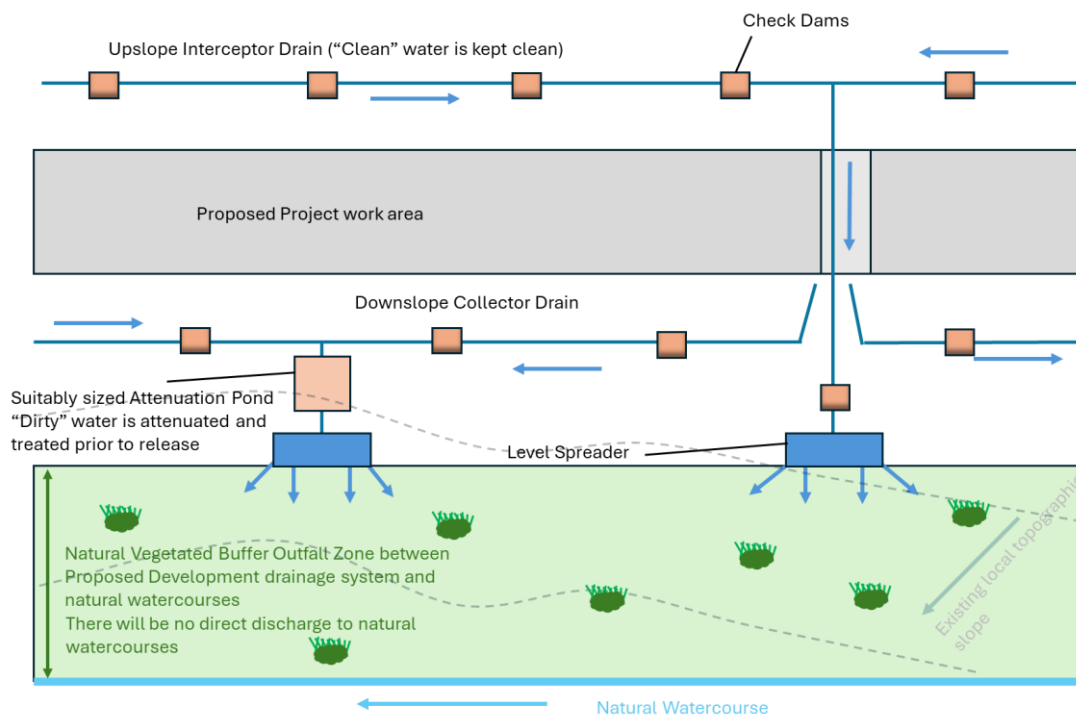 Check Dams
Upslope Interceptor Drain (“Clean” water is kept clean)
Proposed Project work area
Downslope Collector Drain
Suitably sized Attenuation Pond
“Dirty” water is attenuated and
treated prior to release
Level Spreader
Natural Vegetated Buffer Outfall Zone between
Proposed Development drainage system and
natural watercourses
There will be no direct discharge to natural
watercourses
Existing local topographic
slope
Natural Watercourse